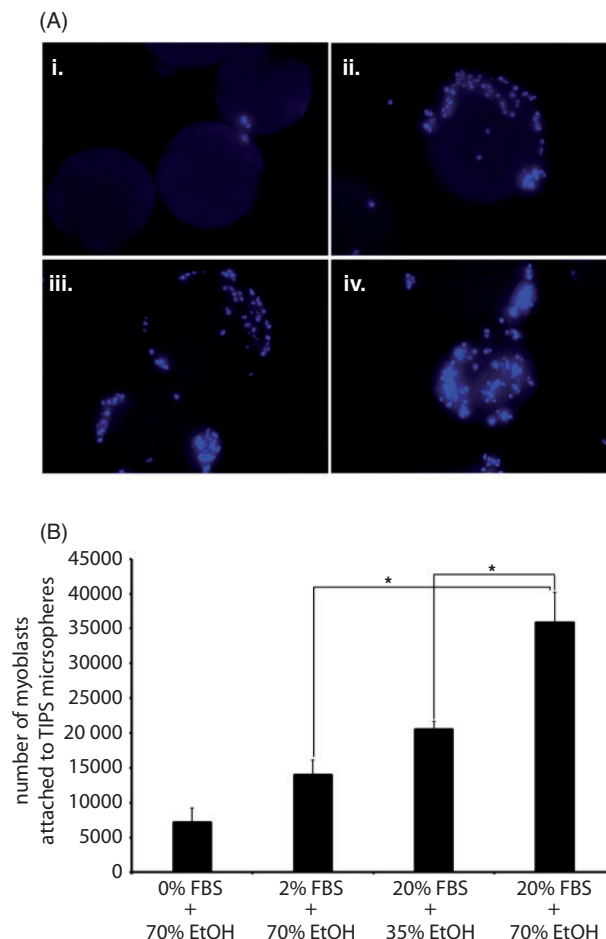 (A)
i.
ii.
iii.
iv.
(B)
45000
40000
35000
30000
25000
20 000
15000
10000
5000
0
number of myoblasts
attached to TIPS micrsopheres
*
*
0% FBS
+
70% EtOH
2% FBS
+
70% EtOH
20% FBS
+
35% EtOH
20% FBS
+
70% EtOH